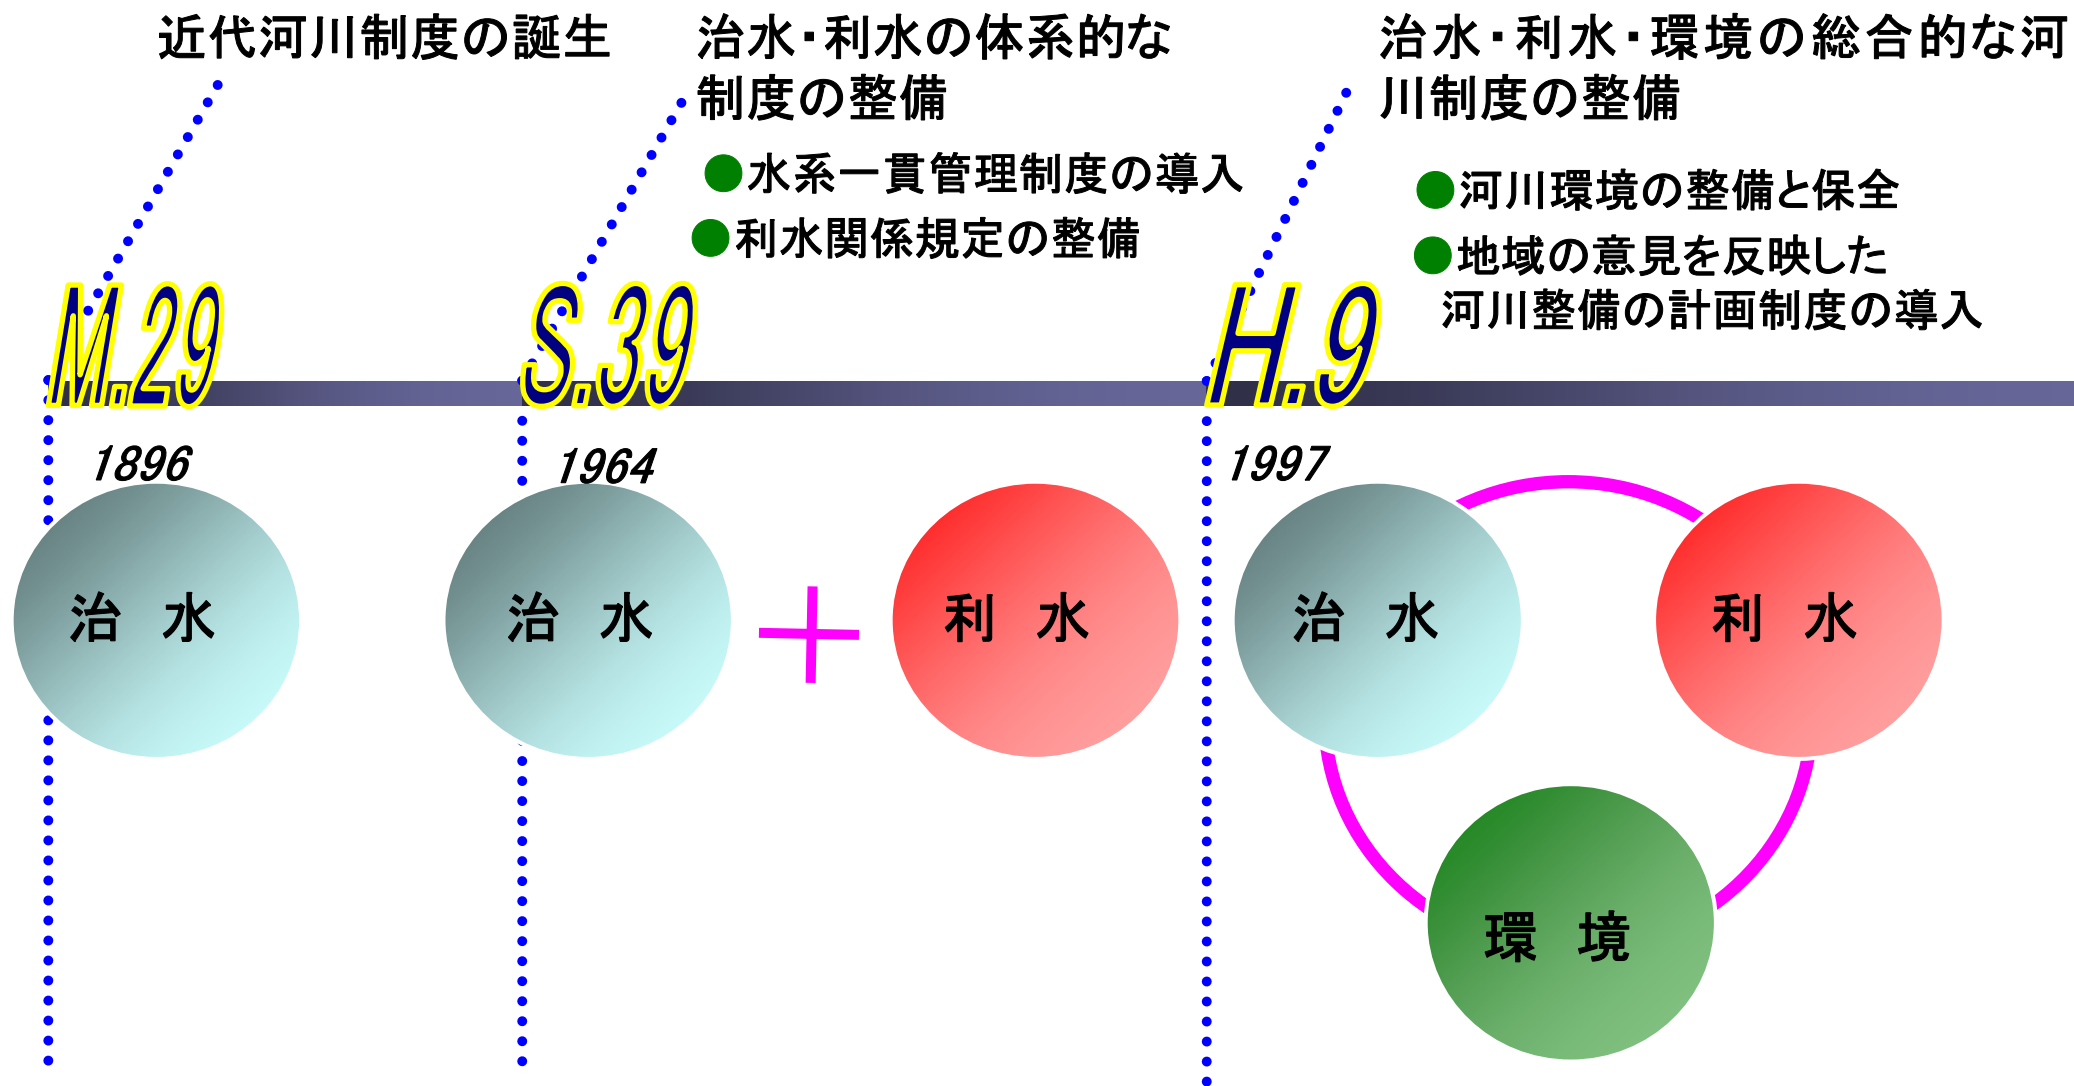 近代河川制度の誕生
治水・利水の体系的な
制度の整備
●水系一貫管理制度の導入
●利水関係規定の整備
治水・利水・環境の総合的な河
川制度の整備
●河川環境の整備と保全
●地域の意見を反映した
河川整備の計画制度の導入
M.29
S.39
H.9
1896
1964
1997
治 水
治 水
利 水
治 水
利 水
環 境